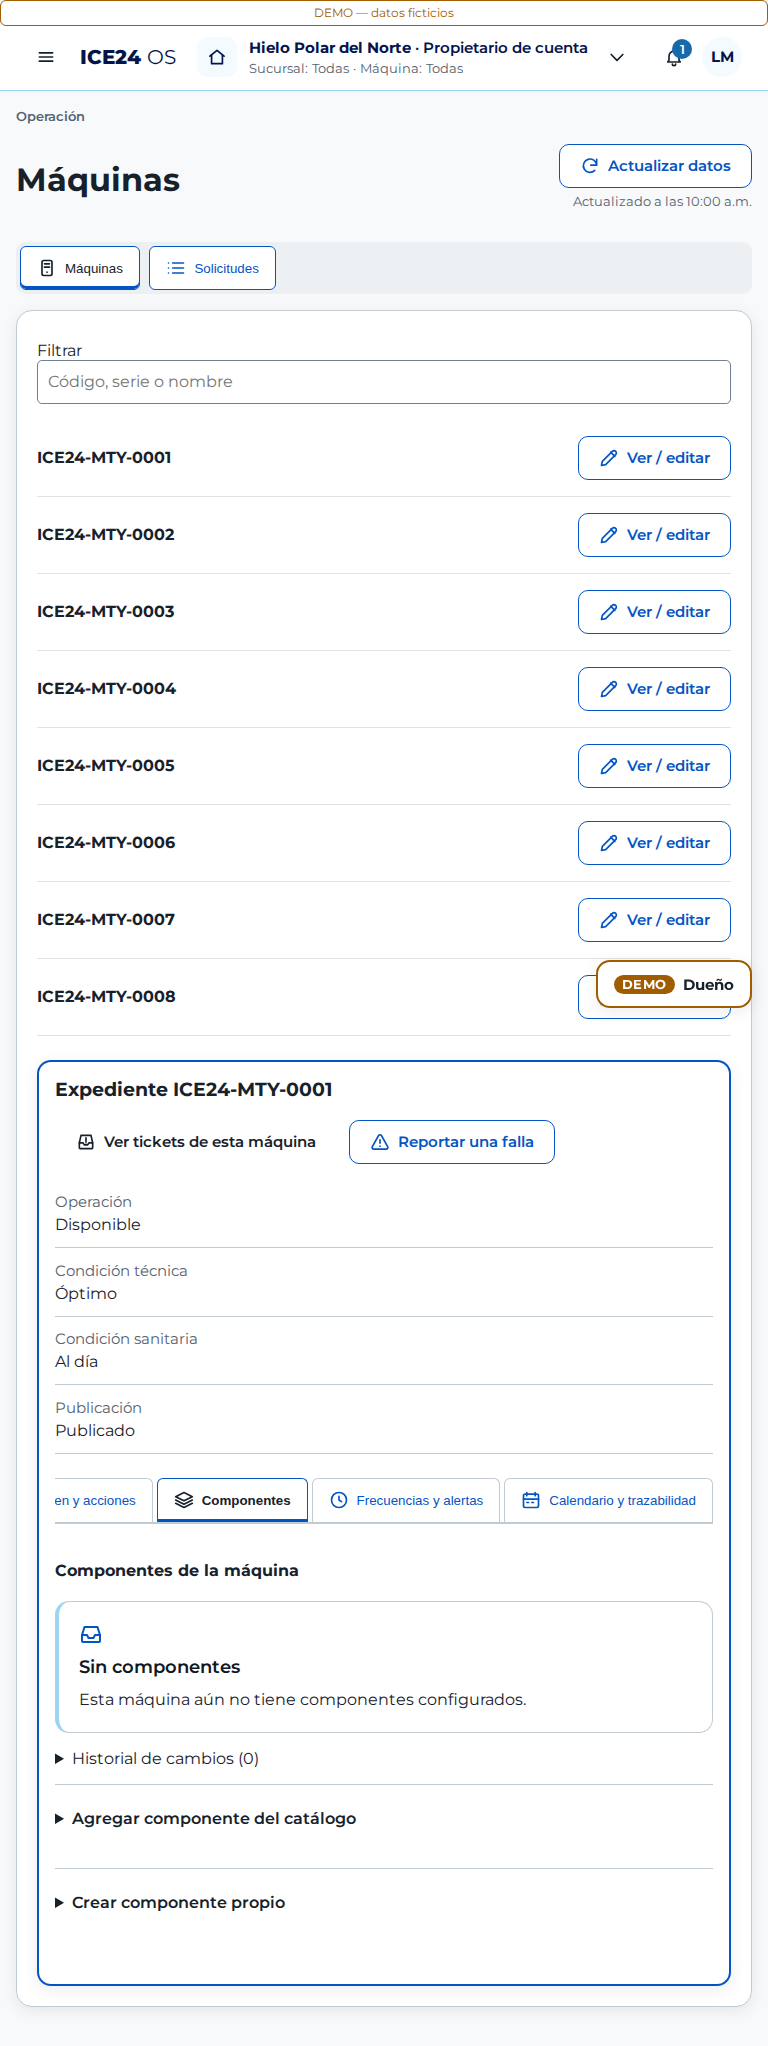 DEMO — datos ficticios
ICE24 OS
Hielo Polar del Norte · Propietario de cuenta
Sucursal: Todas · Máquina: Todas
1
LM
Operación
Máquinas
Actualizar datos
Actualizado a las 10:00 a.m.
Máquinas
Solicitudes
Filtrar
Código, serie o nombre
ICE24-MTY-0001
Ver / editar
ICE24-MTY-0002
Ver / editar
ICE24-MTY-0003
Ver / editar
ICE24-MTY-0004
Ver / editar
ICE24-MTY-0005
Ver / editar
ICE24-MTY-0006
Ver / editar
ICE24-MTY-0007
Ver / editar
ICE24-MTY-0008
DEMO Dueño
Expediente ICE24-MTY-0001
Ver tickets de esta máquina
Reportar una falla
Operación
Disponible
Condición técnica
Óptimo
Condición sanitaria
Al día
Publicación
Publicado
en y acciones
Componentes
Frecuencias y alertas
Calendario y trazabilidad
Componentes de la máquina
Sin componentes
Esta máquina aún no tiene componentes configurados.
Historial de cambios (0)
Agregar componente del catálogo
Crear componente propio